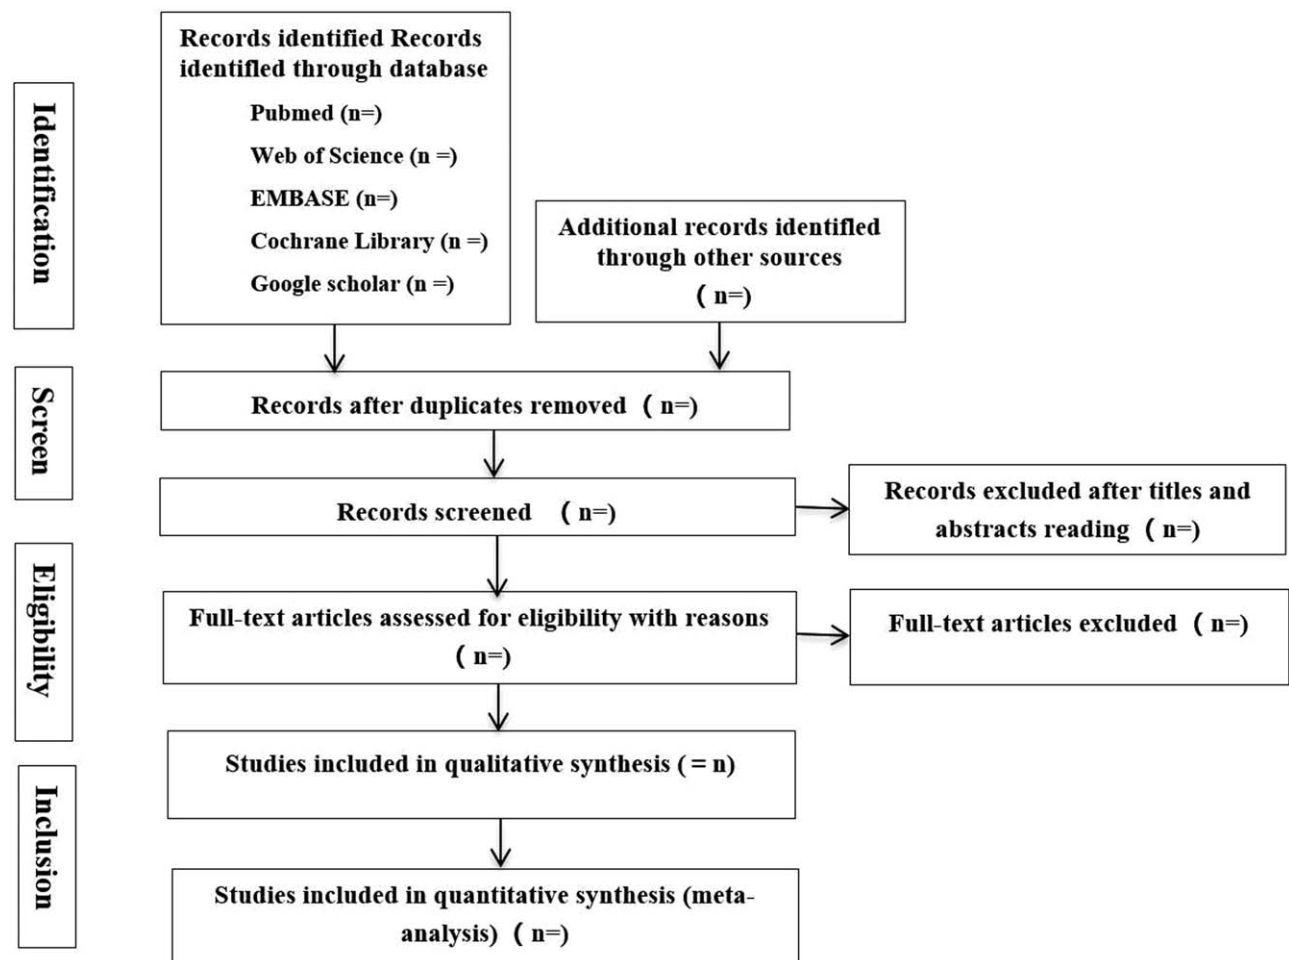 Identification
Records identified Records
identified through database
Pubmed (n=)
Web of Science (n =)
EMBASE (n=)
Cochrane Library (n =)
Google scholar (n =)
Additional records identified
through other sources
( n=)
Screen
Records after duplicates removed ( n=)
Records screened ( n=)
Records excluded after titles and
abstracts reading ( n=)
Eligibility
Full-text articles assessed for eligibility with reasons
( n=)
Full-text articles excluded ( n=)
Studies included in qualitative synthesis ( = n)
Inclusion
Studies included in quantitative synthesis (meta-
analysis) ( n=)